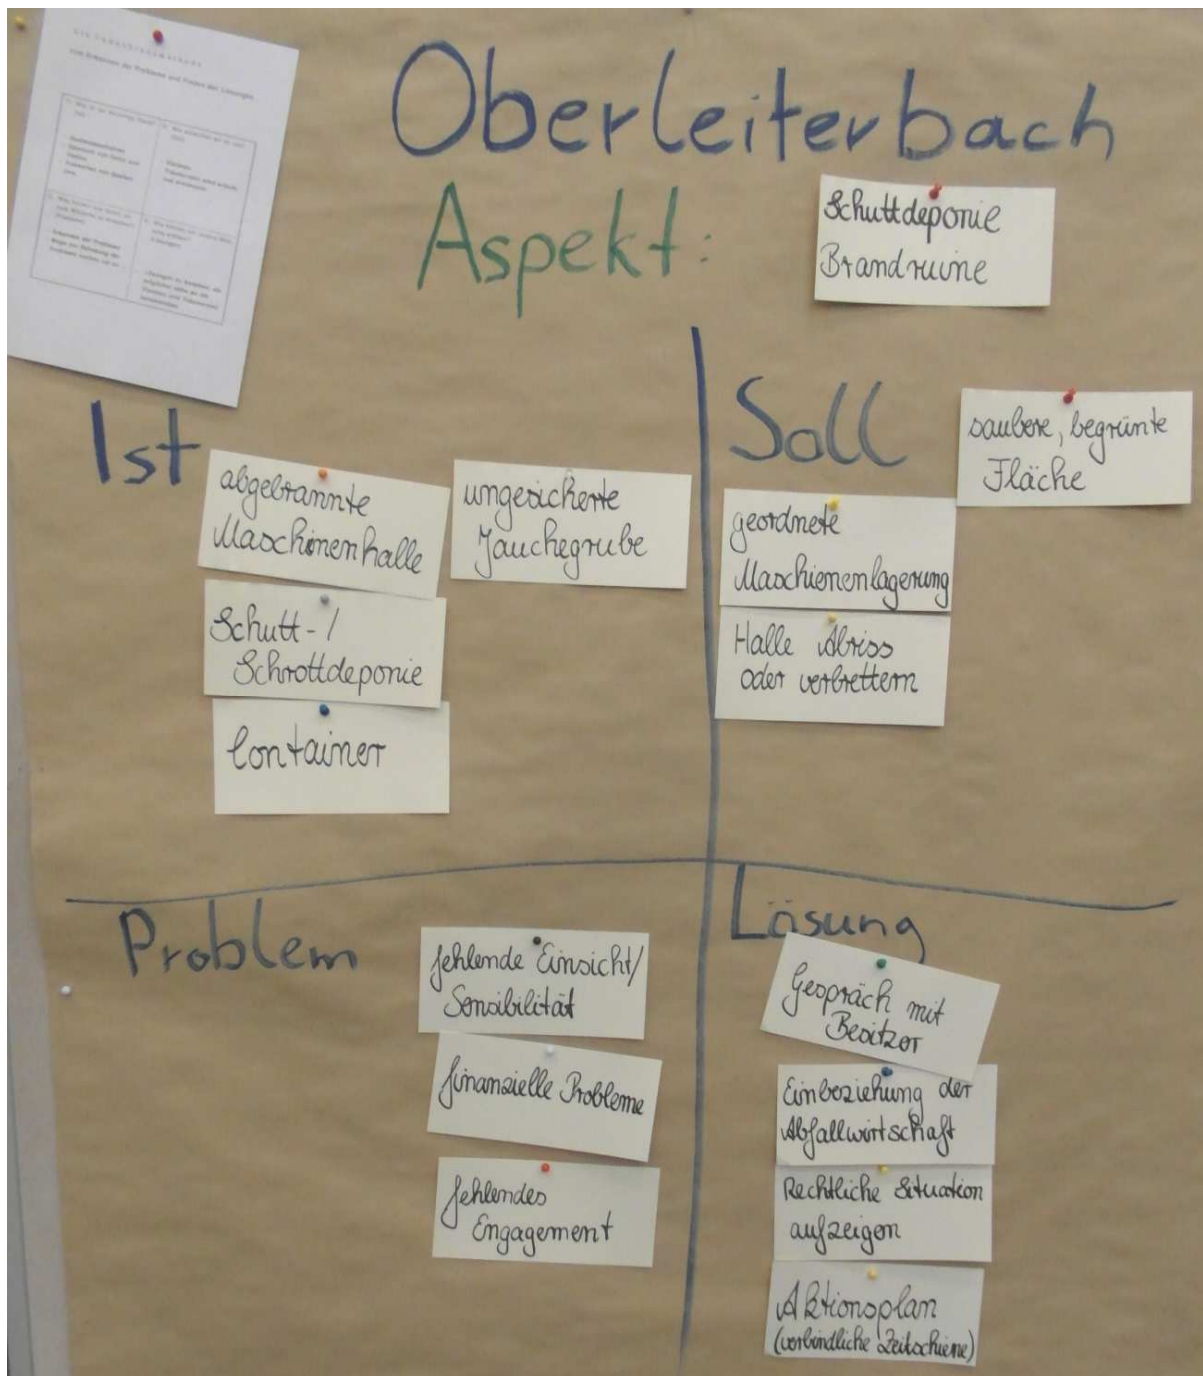 Oberleiterbach
Aspekt:
Schuttdeponie
Brandruine
Ist
abgebrannte
Maschinenhalle
ungesicherte
Jauchegrube
Schutt-/
Schrottdeponie
Container
Soll
saubere, begrünte
Fläche
geordnete
Maschienenlagerung
Halle Abriss
oder verbrettern
Problem
fehlende Einsicht/
Sensibilität
finanzielle Probleme
fehlendes
Engagement
Lösung
Gespräch mit
Besitzer
Einbeziehung der
Abfallwirtschaft
Rechtliche Situation
aufzeigen
Aktionsplan
(verbindliche Zeitschiene)